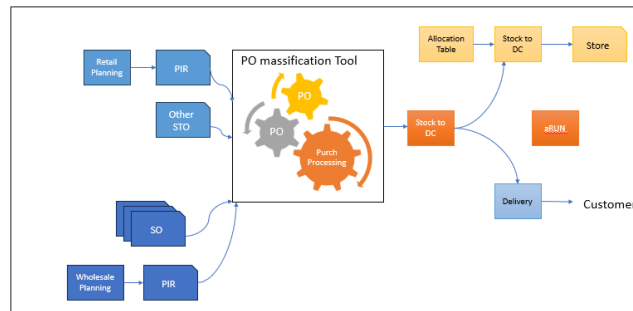 PO massification Tool
Retail
Planning
PIR
Other
STO
SO
Wholesale
Planning
PIR
PO
PO
Purch
Processing
Stock to
DC
Allocation
Table
Stock to
DC
Store
aRUN
Delivery
Customer